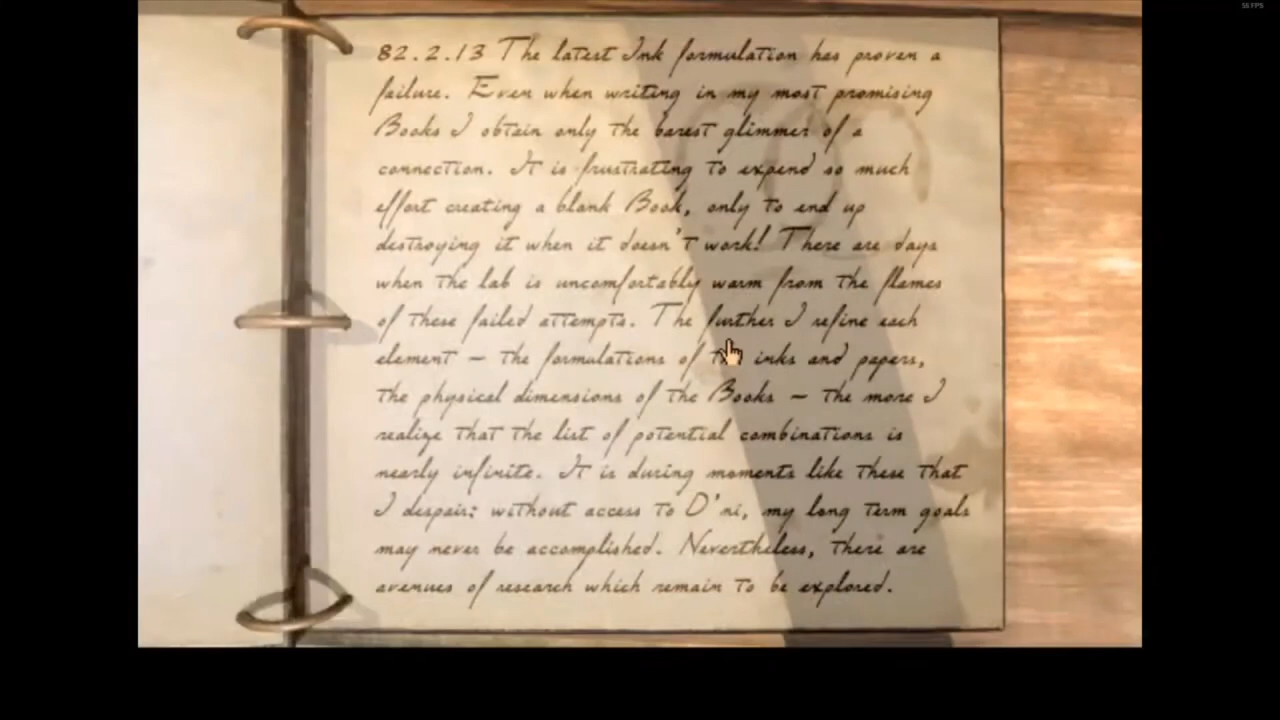 56 FPS
82.2.13 The latest Ink formulation has proven a
failure. Even when writing in my most promising
Books I obtain only the barest glimmer of a
connection. It is frustrating to expend so much
effort creating a blank Book, only to end up
destroying it when it doesn't work! There are days
when the lab is uncomfortably warm from the flames
of these failed attempts. The further I refine each
element – the formulations of the inks and papers,
the physical dimensions of the Books – the more I
realize that the list of potential combinations is
nearly infinite. It is during moments like these that
I despair: without access to D'ni, my long term goals
may never be accomplished. Nevertheless, there are
avenues of research which remain to be explored.